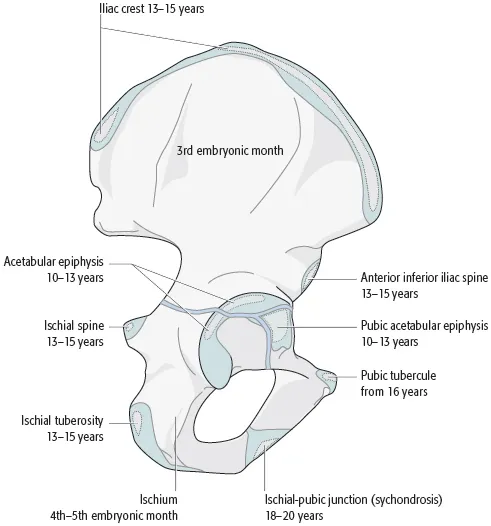 Iliac crest 13–15 years
3rd embryonic month
Acetabular epiphysis
10–13 years
Anterior inferior iliac spine
13–15 years
Ischial spine
13–15 years
Pubic acetabular epiphysis
10–13 years
Pubic tubercule
from 16 years
Ischial tuberosity
13–15 years
Ischium
4th–5th embryonic month
Ischial-pubic junction (sychondrosis)
18–20 years